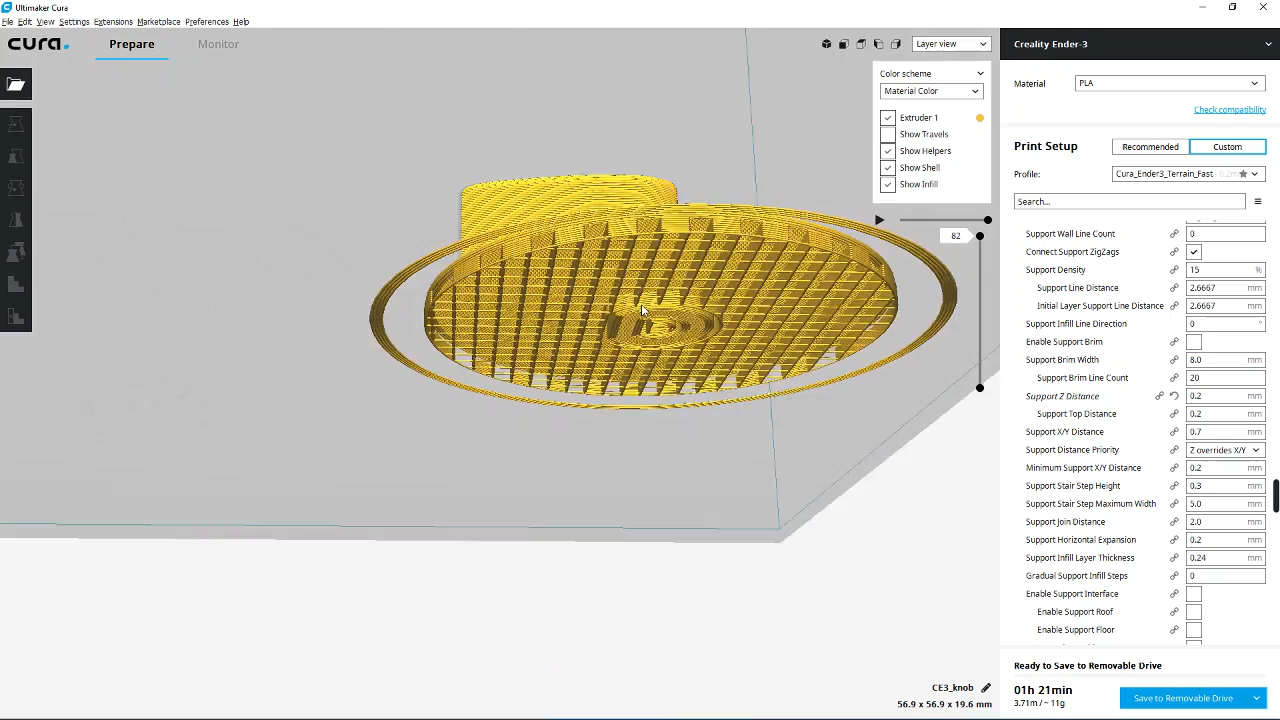 Ultimaker Cura
File Edit View Settings Extensions Marketplace Preferences Help
cura.
Prepare
Monitor
Layer view
Creality Ender-3
Color scheme
Material Color
Extruder 1
Show Travels
Show Helpers
Show Shell
Show Infill
82
Material PLA
Check compatibility
Print Setup Recommended Custom
Profile: Cura_Ender3_Terrain_Fast - 0.2m
Search...
Support Wall Line Count 0
Connect Support ZigZags
Support Density 15 %
Support Line Distance 2.6667 mm
Initial Layer Support Line Distance 2.6667 mm
Support Infill Line Direction 0 °
Enable Support Brim
Support Brim Width 8.0 mm
Support Brim Line Count 20
Support Z Distance 0.2 mm
Support Top Distance 0.2 mm
Support X/Y Distance 0.7 mm
Support Distance Priority Z overrides X/Y
Minimum Support X/Y Distance 0.2 mm
Support Stair Step Height 0.3 mm
Support Stair Step Maximum Width 5.0 mm
Support Join Distance 2.0 mm
Support Horizontal Expansion 0.2 mm
Support Infill Layer Thickness 0.24 mm
Gradual Support Infill Steps 0
Enable Support Interface
Enable Support Roof
Enable Support Floor
Ready to Save to Removable Drive
01h 21min
3.71m / ~ 11g
Save to Removable Drive
CE3_knob
56.9 x 56.9 x 19.6 mm